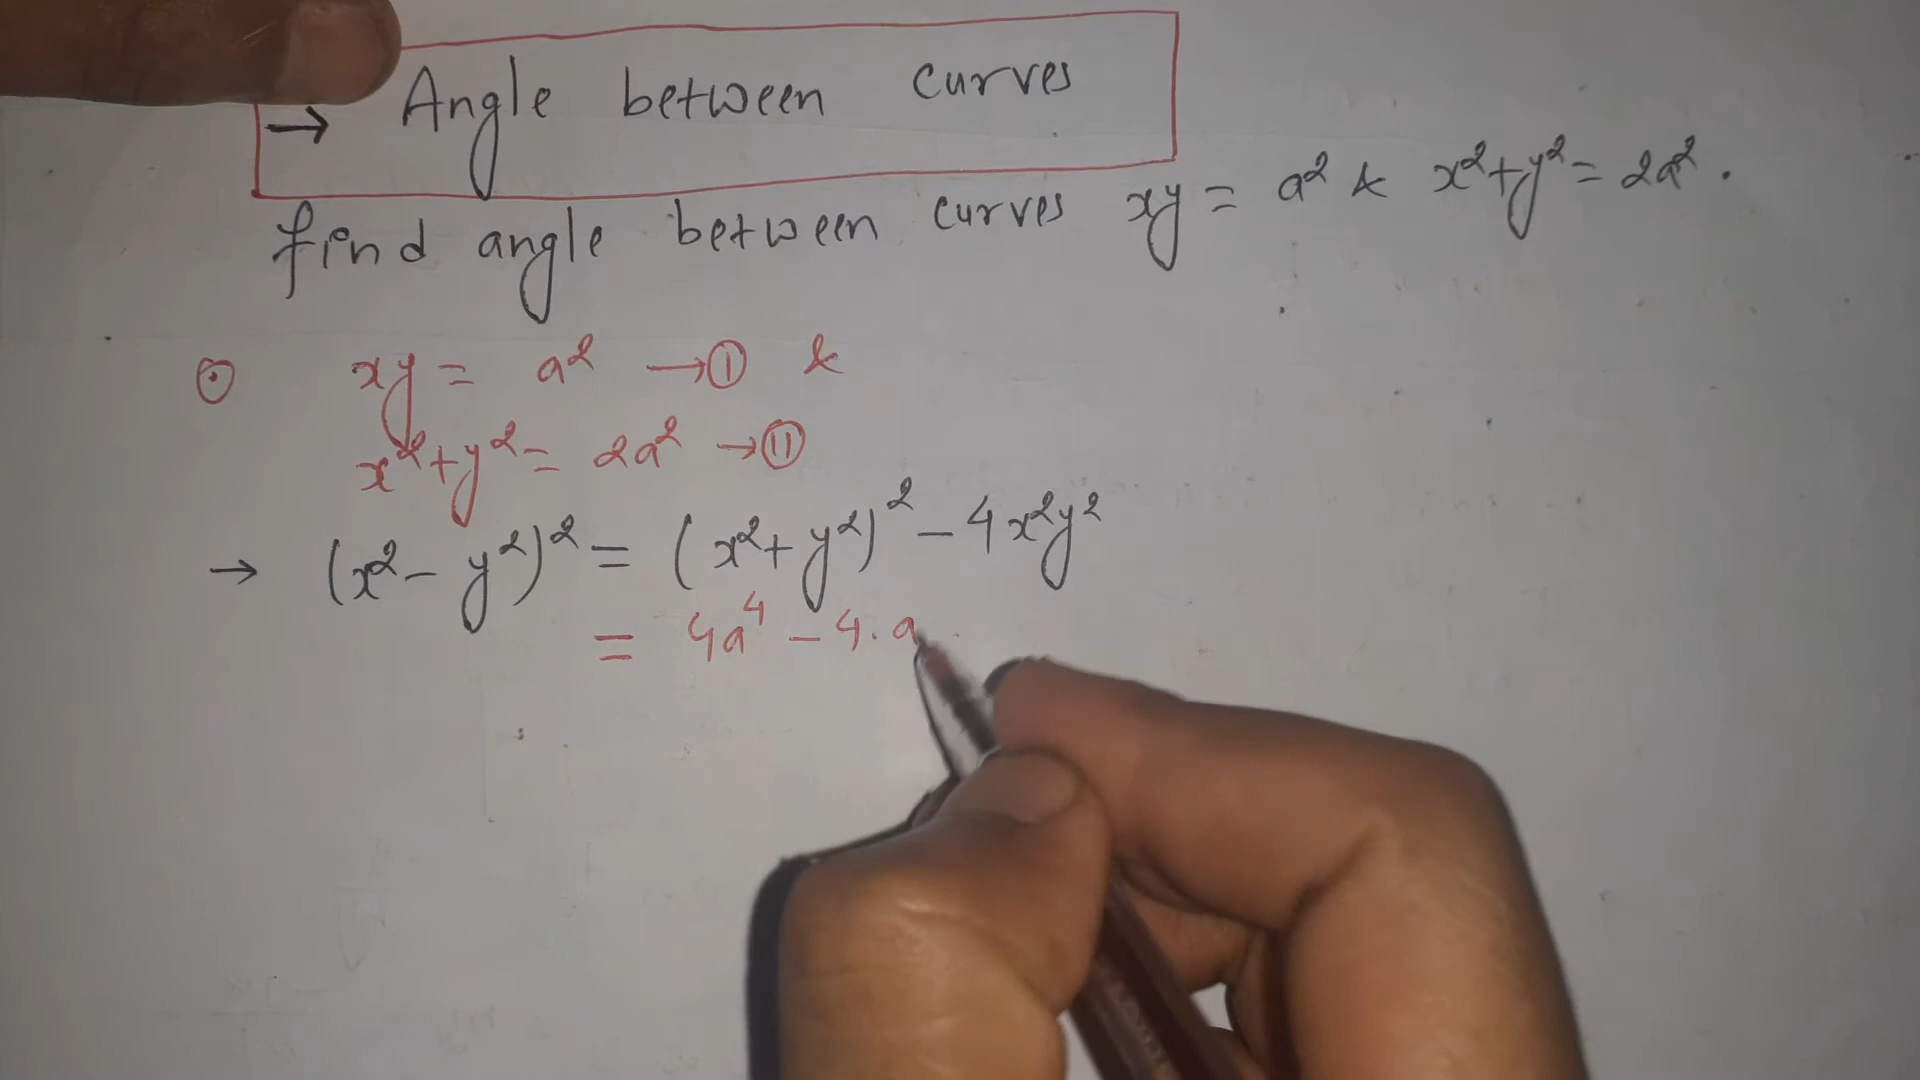 → Angle between curves
find angle between curves xy = a² & x²+y² = 2a².
⊙ xy = a² →① &
x²+y² = 2a² →⑪
→ (x²- y²)² = (x²+ y²)² - 4x²y²
= 4a⁴ - 4. a